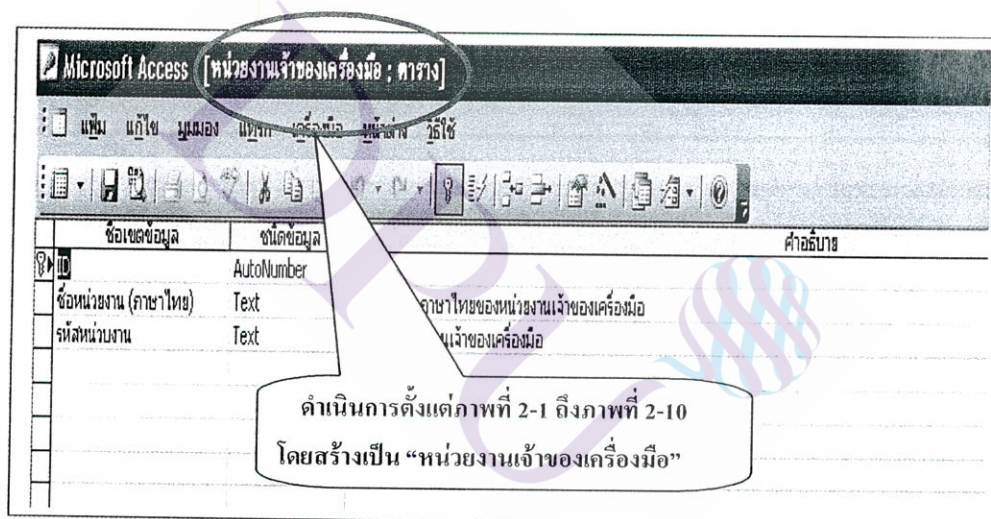 Microsoft Access [หน่วยงานเจ้าของเครื่องมือ : ตาราง]
แฟ้ม แก้ไข มุมมอง แทรก เครื่องมือ หน้าต่าง วิธีใช้
ชื่อเขตข้อมูล ชนิดข้อมูล คำอธิบาย
ID AutoNumber
ชื่อหน่วยงาน (ภาษาไทย) Text ภาษาไทยของหน่วยงานเจ้าของเครื่องมือ
รหัสหน่วบงาน Text เจ้าของเครื่องมือ
ดำเนินการตั้งแต่ภาพที่ 2-1 ถึงภาพที่ 2-10
โดยสร้างเป็น “หน่วยงานเจ้าของเครื่องมือ”